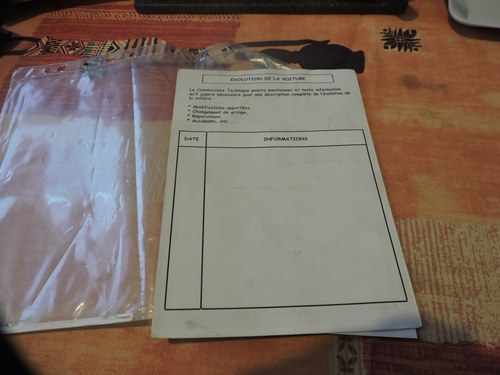 EVOLUTION DE LA VOITURE
Le Commissaire Technique pourra mentionner ici toute information
qu'il jugera nécessaire pour une description complète de l'évolution de
la voiture
* Modifications apportées,
* Changement de groupe,
* Réparations,
* Accidents, etc...
DATE
INFORMATIONS